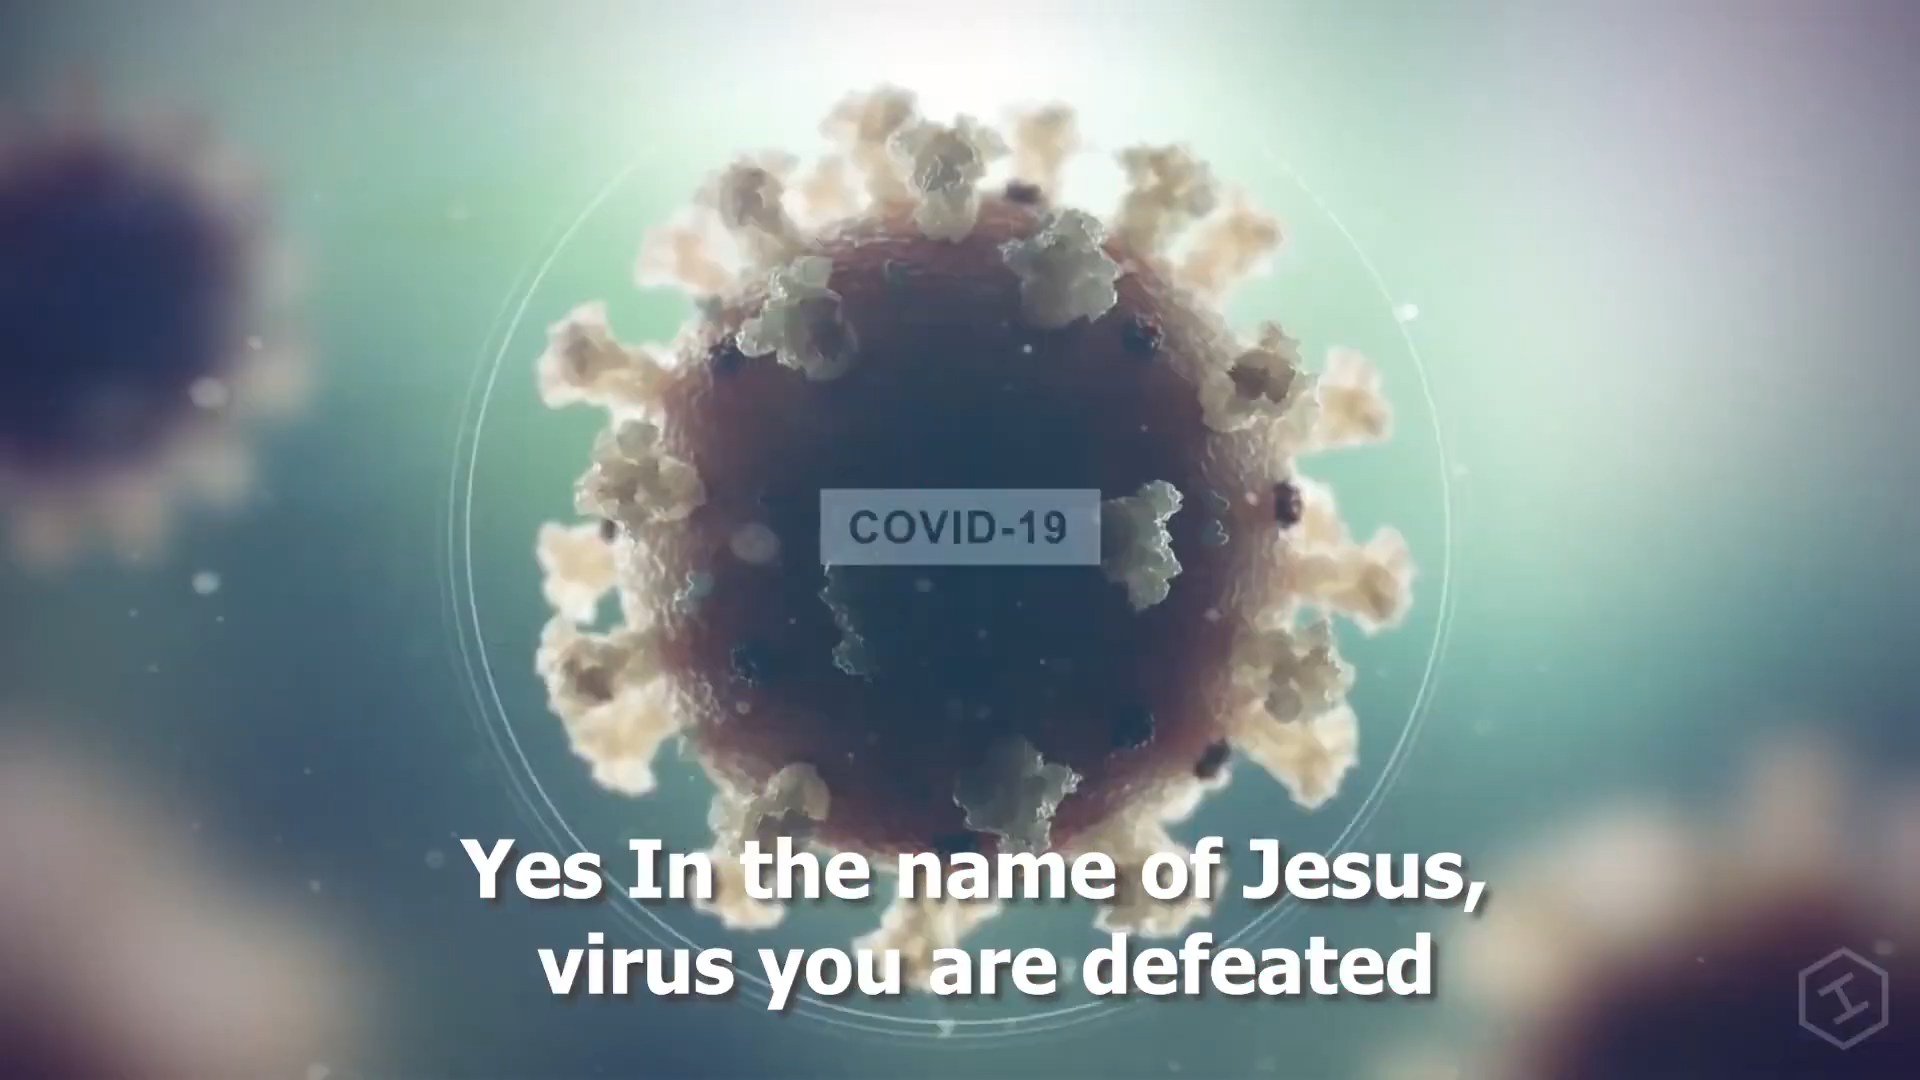 COVID-19
Yes In the name of Jesus,
virus you are defeated